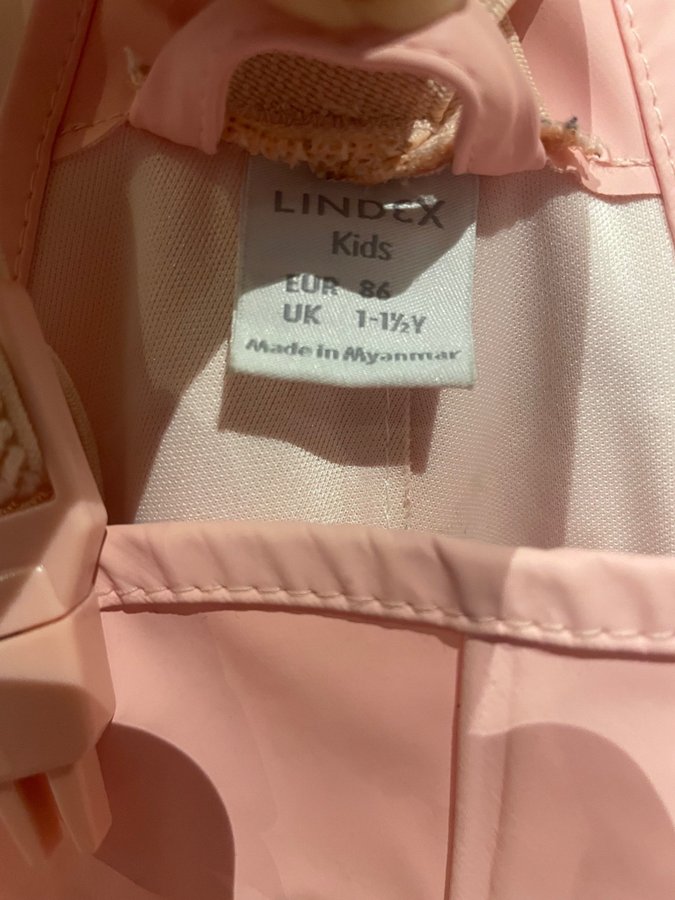 LINDEX
Kids
EUR 86
UK 1-1½Y
Made in Myanmar